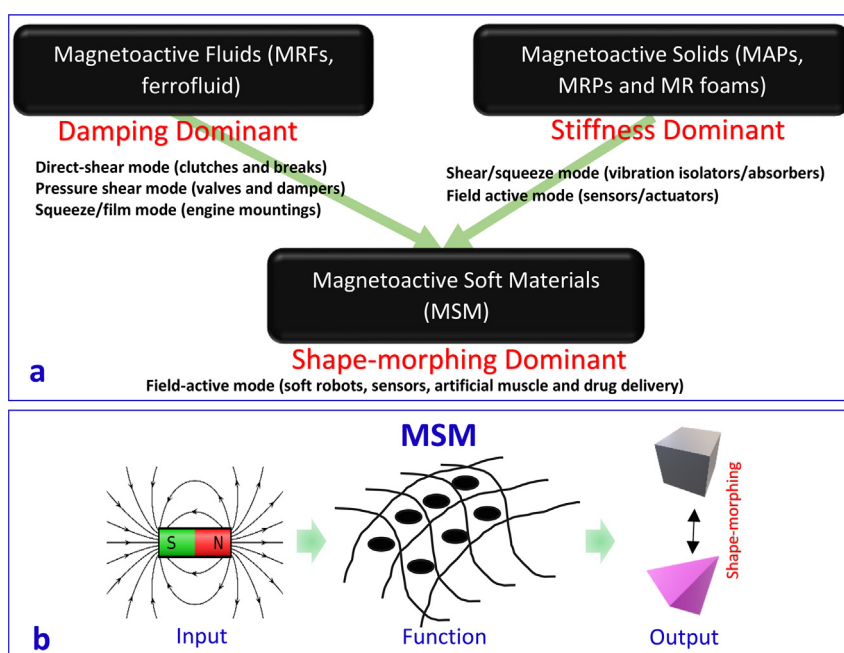 Magnetoactive Fluids (MRFs,
ferrofluid)
Damping Dominant
Direct-shear mode (clutches and breaks)
Pressure shear mode (valves and dampers)
Squeeze/film mode (engine mountings)
Magnetoactive Solids (MAPs,
MRPs and MR foams)
Stiffness Dominant
Shear/squeeze mode (vibration isolators/absorbers)
Field active mode (sensors/actuators)
Magnetoactive Soft Materials
(MSM)
Shape-morphing Dominant
Field-active mode (soft robots, sensors, artificial muscle and drug delivery)
a
MSM
S N
Shape-morphing
Input
Function
Output
b